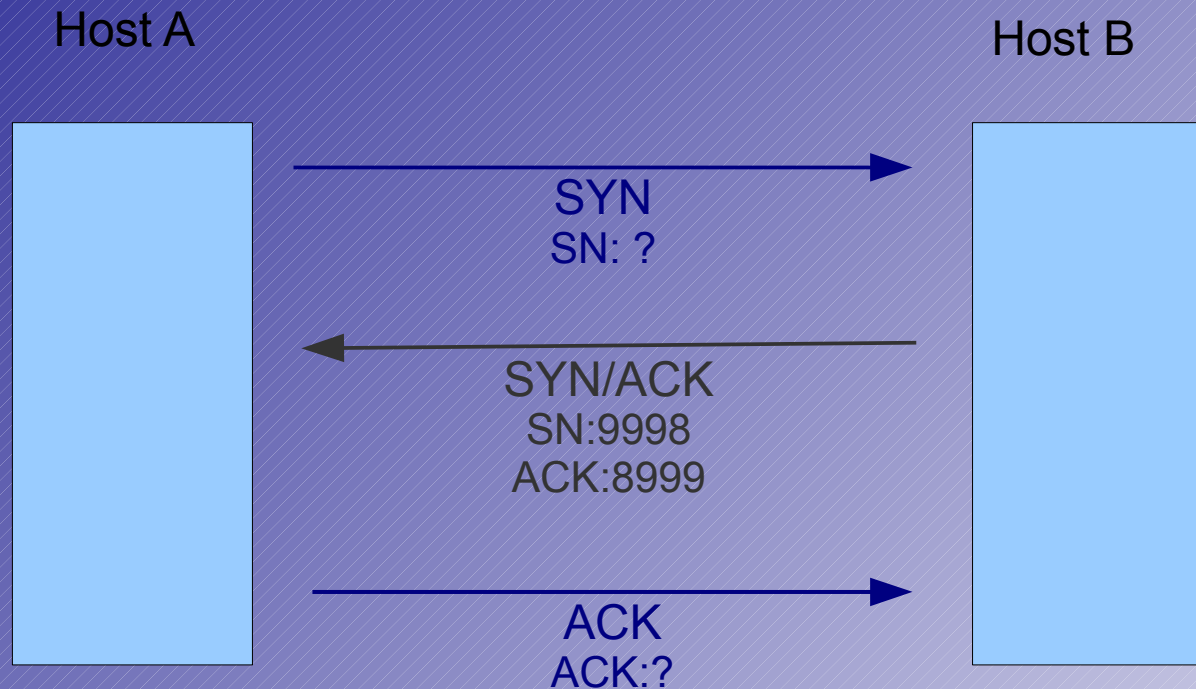 Host A
Host B
SYN
SN: ?
SYN/ACK
SN:9998
ACK:8999
ACK
ACK:?